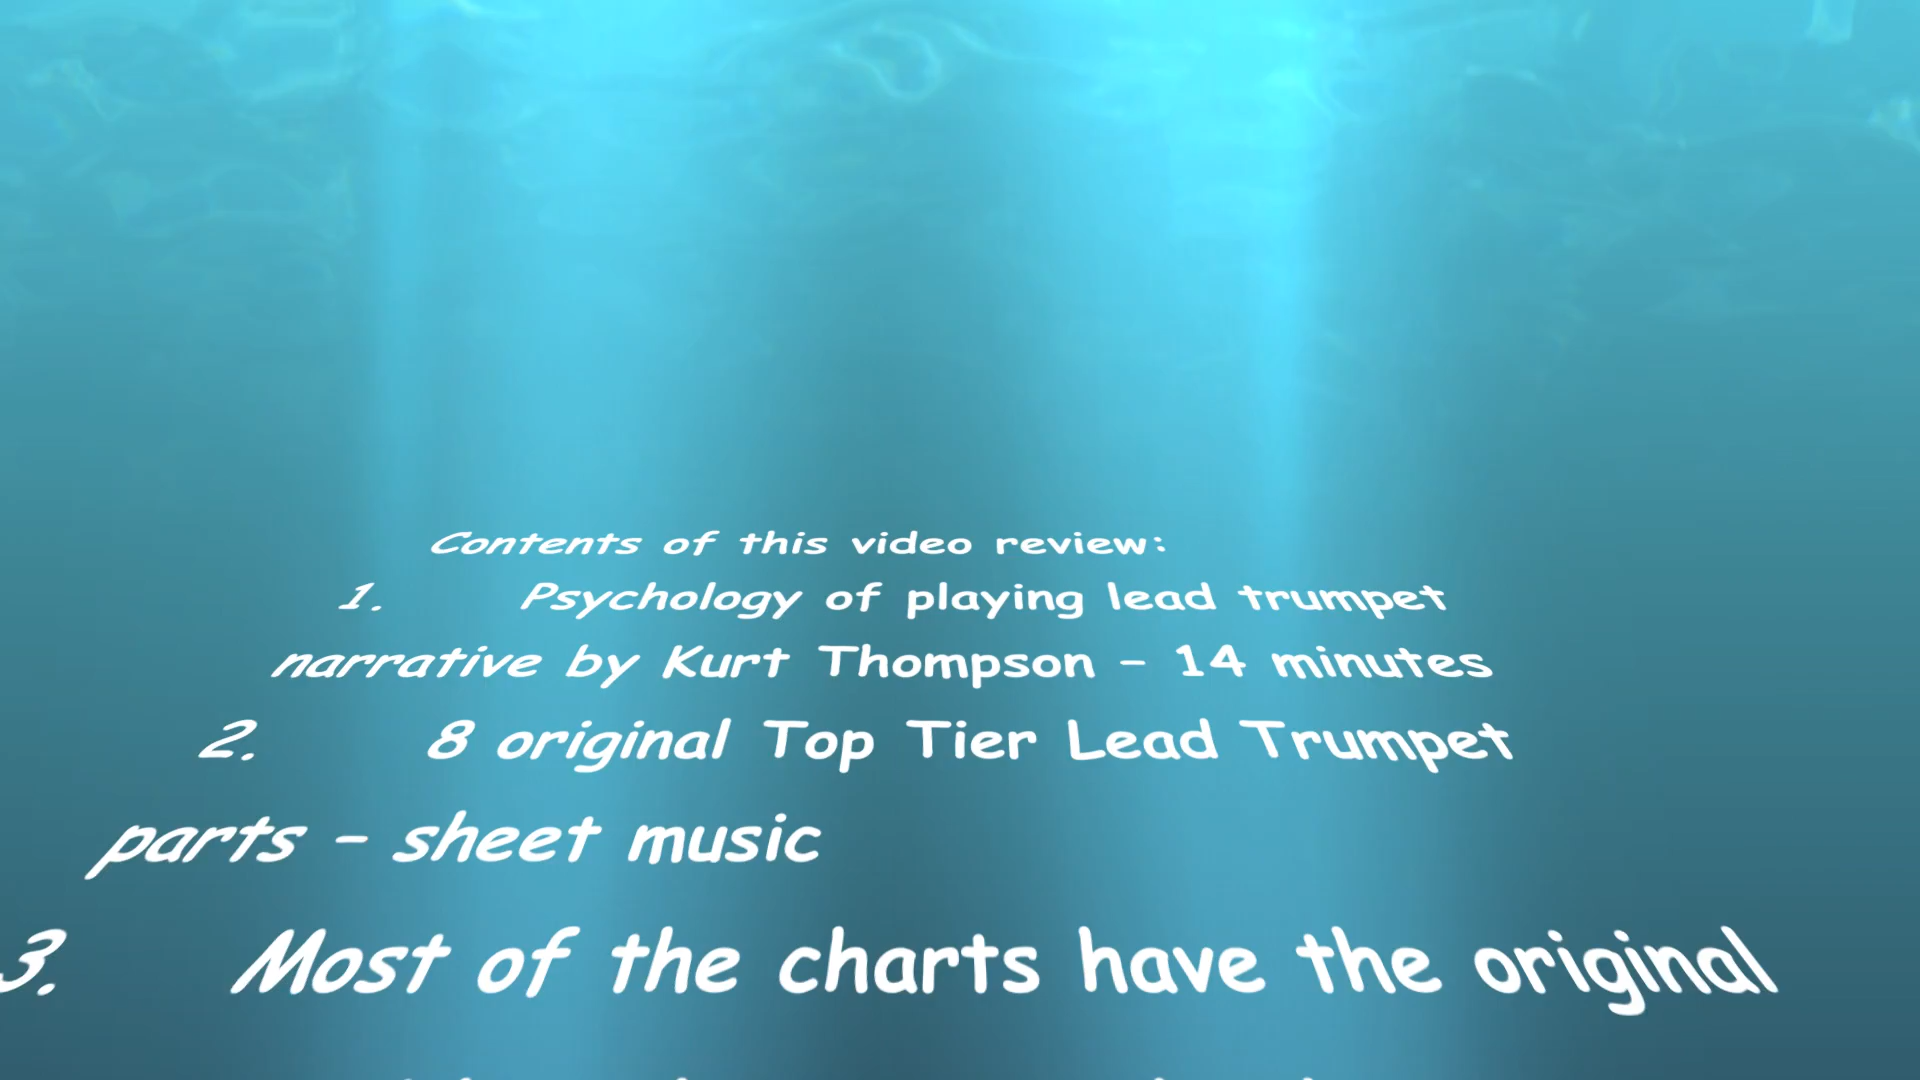 Contents of this video review:
1. Psychology of playing lead trumpet
narrative by Kurt Thompson - 14 minutes
2. 8 original Top Tier Lead Trumpet
parts - sheet music
3. Most of the charts have the original